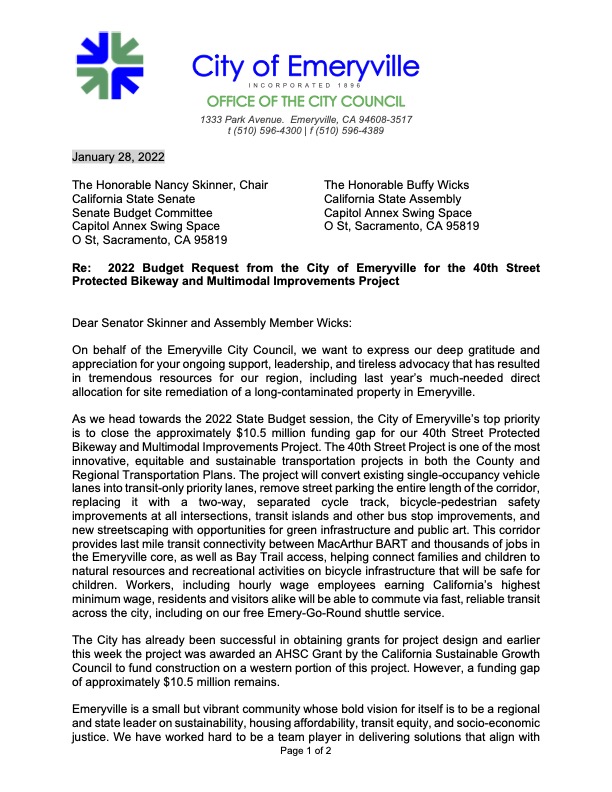 City of Emeryville
INCORPORATED 1896
OFFICE OF THE CITY COUNCIL
1333 Park Avenue. Emeryville, CA 94608-3517
t (510) 596-4300 | f (510) 596-4389
January 28, 2022
The Honorable Nancy Skinner, Chair
California State Senate
Senate Budget Committee
Capitol Annex Swing Space
O St, Sacramento, CA 95819
The Honorable Buffy Wicks
California State Assembly
Capitol Annex Swing Space
O St, Sacramento, CA 95819
Re: 2022 Budget Request from the City of Emeryville for the 40th Street
Protected Bikeway and Multimodal Improvements Project
Dear Senator Skinner and Assembly Member Wicks:
On behalf of the Emeryville City Council, we want to express our deep gratitude and
appreciation for your ongoing support, leadership, and tireless advocacy that has resulted
in tremendous resources for our region, including last year's much-needed direct
allocation for site remediation of a long-contaminated property in Emeryville.
As we head towards the 2022 State Budget session, the City of Emeryville's top priority
is to close the approximately $10.5 million funding gap for our 40th Street Protected
Bikeway and Multimodal Improvements Project. The 40th Street Project is one of the most
innovative, equitable and sustainable transportation projects in both the County and
Regional Transportation Plans. The project will convert existing single-occupancy vehicle
lanes into transit-only priority lanes, remove street parking the entire length of the corridor,
replacing it with a two-way, separated cycle track, bicycle-pedestrian safety
improvements at all intersections, transit islands and other bus stop improvements, and
new streetscaping with opportunities for green infrastructure and public art. This corridor
provides last mile transit connectivity between MacArthur BART and thousands of jobs in
the Emeryville core, as well as Bay Trail access, helping connect families and children to
natural resources and recreational activities on bicycle infrastructure that will be safe for
children. Workers, including hourly wage employees earning California's highest
minimum wage, residents and visitors alike will be able to commute via fast, reliable transit
across the city, including on our free Emery-Go-Round shuttle service.
The City has already been successful in obtaining grants for project design and earlier
this week the project was awarded an AHSC Grant by the California Sustainable Growth
Council to fund construction on a western portion of this project. However, a funding gap
of approximately $10.5 million remains.
Emeryville is a small but vibrant community whose bold vision for itself is to be a regional
and state leader on sustainability, housing affordability, transit equity, and socio-economic
justice. We have worked hard to be a team player in delivering solutions that align with
Page 1 of 2